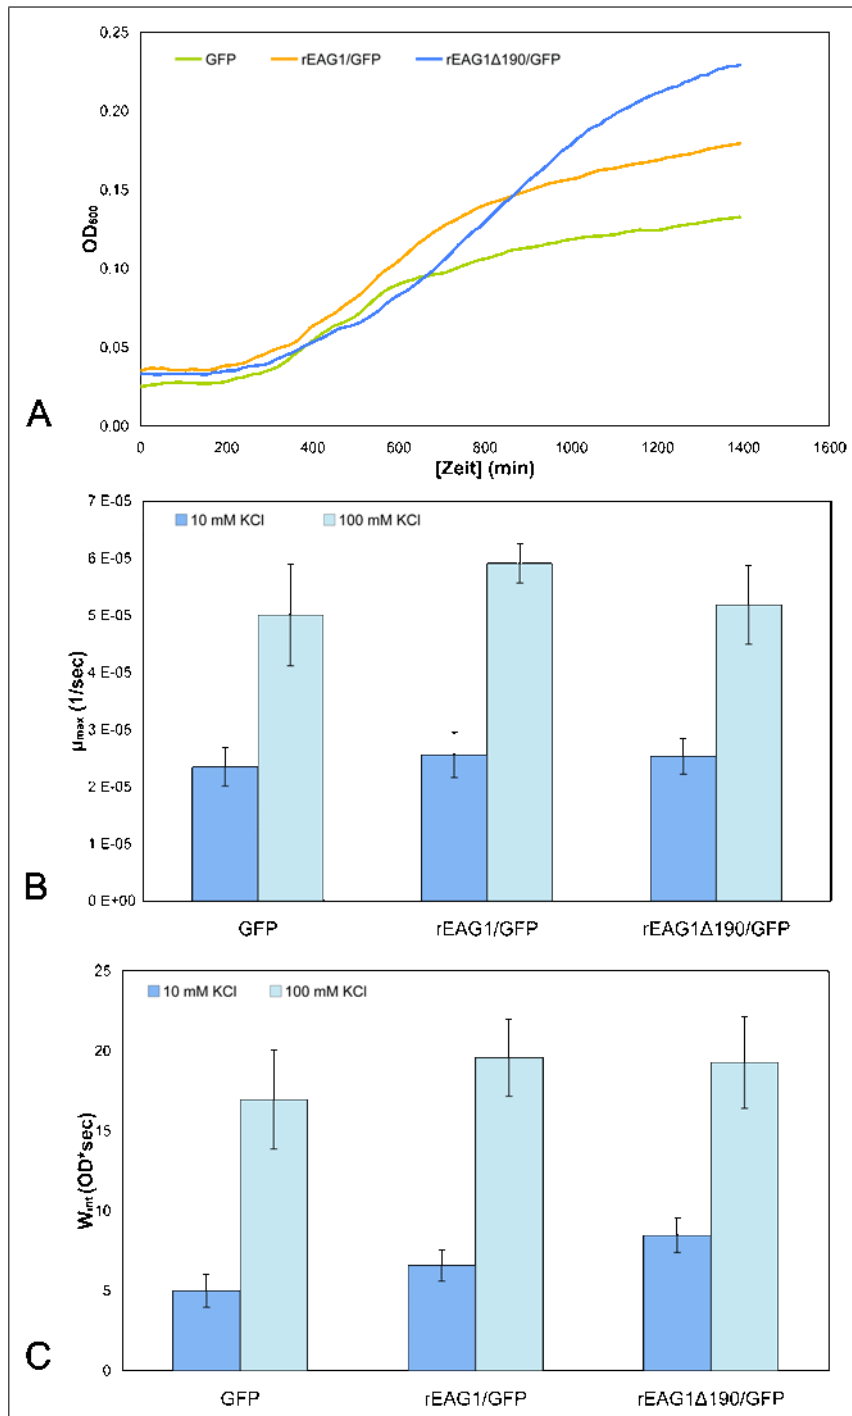 0.25
GFP rEAG1/GFP rEAG1Δ190/GFP
0.20
0.15
OD600
0.10
0.05
0.00
A
0 200 400 600 800 1000 1200 1400 1600
[Zeit] (min)
7 E-05
10 mM KCl 100 mM KCl
6 E-05
5 E-05
4 E-05
µmax (1/sec)
3 E-05
2 E-05
1 E-05
0 E+00
B
GFP rEAG1/GFP rEAG1Δ190/GFP
25
10 mM KCl 100 mM KCl
20
15
Wint (OD*sec)
10
5
0
C
GFP rEAG1/GFP rEAG1Δ190/GFP